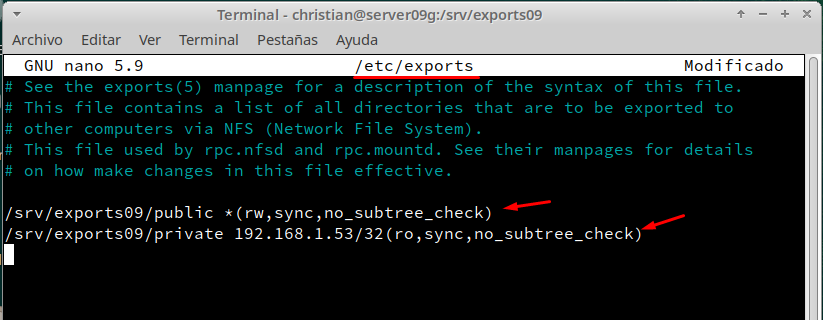 Terminal - christian@server09g:/srv/exports09
Archivo Editar Ver Terminal Pestañas Ayuda
GNU nano 5.9 /etc/exports Modificado
# See the exports(5) manpage for a description of the syntax of this file.
# This file contains a list of all directories that are to be exported to
# other computers via NFS (Network File System).
# This file used by rpc.nfsd and rpc.mountd. See their manpages for details
# on how make changes in this file effective.
/srv/exports09/public *(rw,sync,no_subtree_check)
/srv/exports09/private 192.168.1.53/32(ro,sync,no_subtree_check)